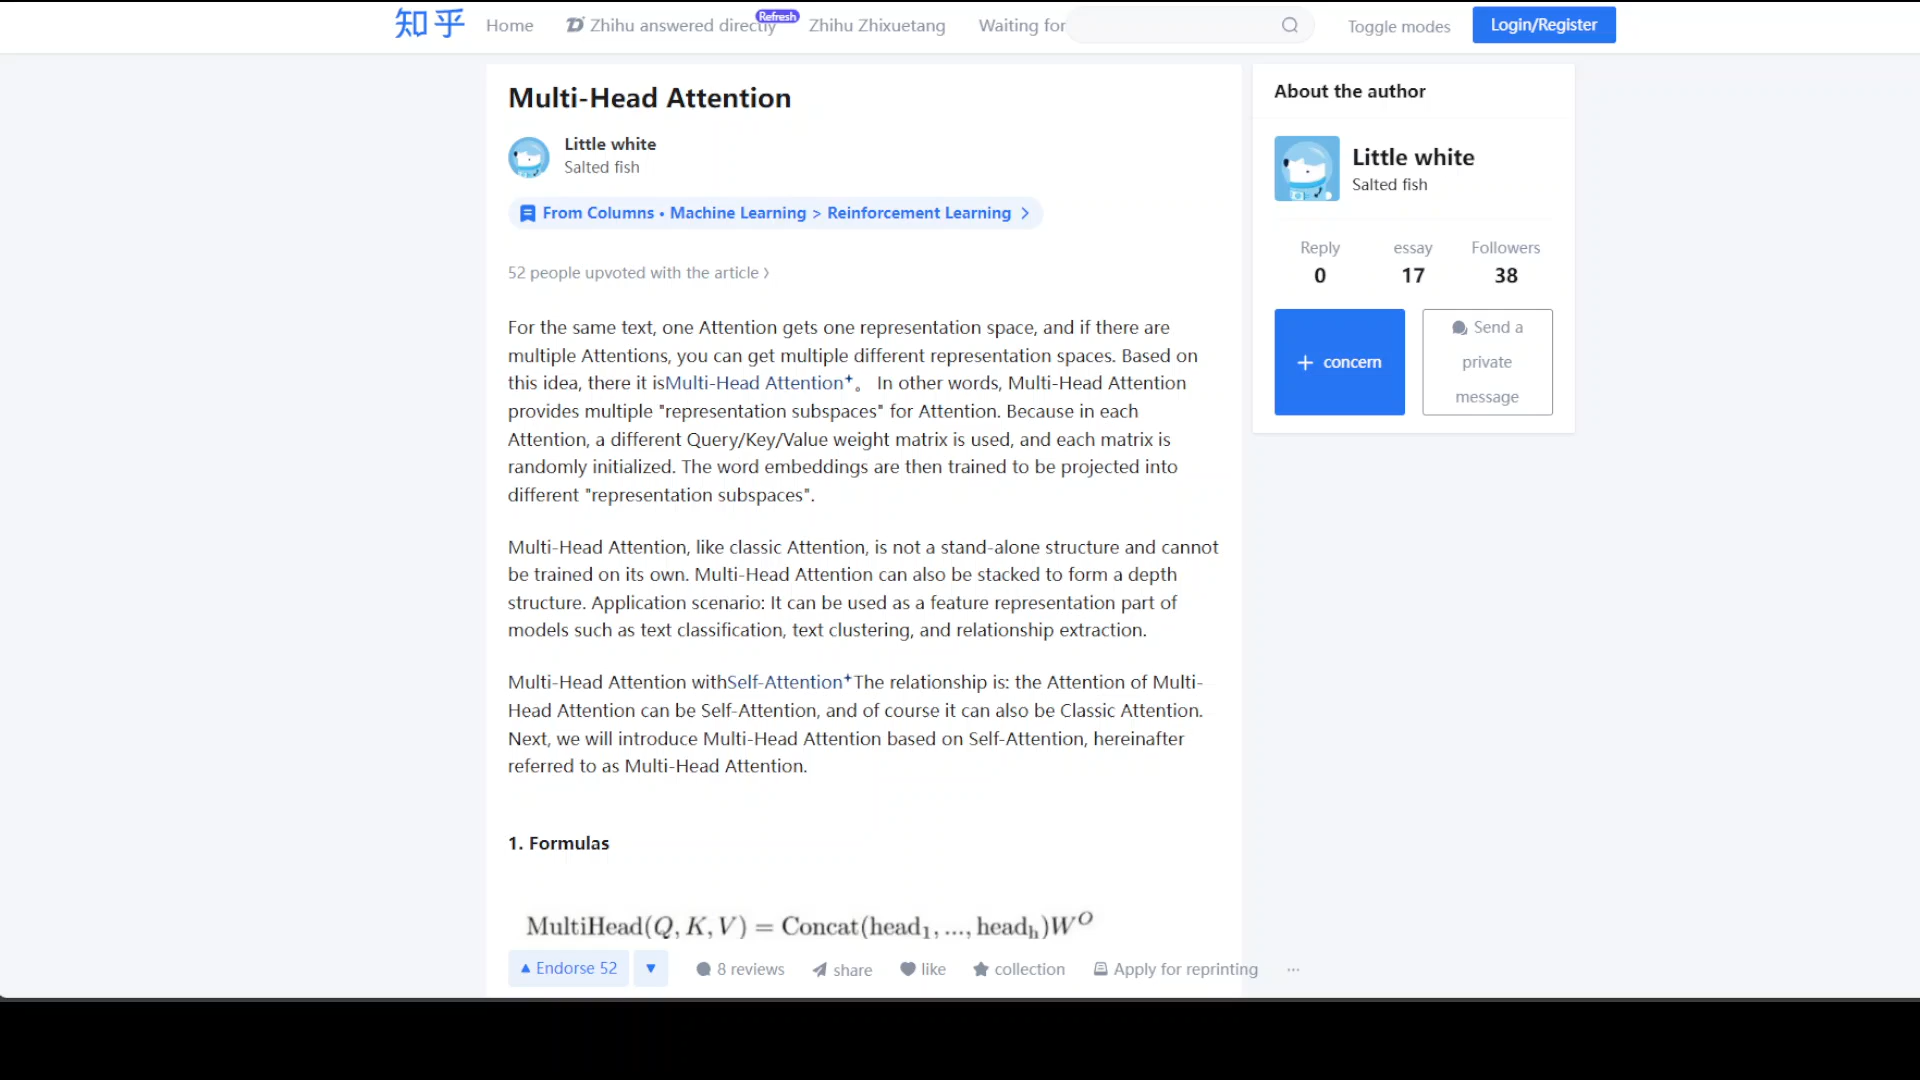 知乎 Home Zhihu answered directly Refresh Zhihu Zhixuetang Waiting for Toggle modes Login/Register
Multi-Head Attention
Little white
Salted fish
From Columns • Machine Learning > Reinforcement Learning >
52 people upvoted with the article ›
For the same text, one Attention gets one representation space, and if there are
multiple Attentions, you can get multiple different representation spaces. Based on
this idea, there it isMulti-Head Attention⁺。 In other words, Multi-Head Attention
provides multiple "representation subspaces" for Attention. Because in each
Attention, a different Query/Key/Value weight matrix is used, and each matrix is
randomly initialized. The word embeddings are then trained to be projected into
different "representation subspaces".
Multi-Head Attention, like classic Attention, is not a stand-alone structure and cannot
be trained on its own. Multi-Head Attention can also be stacked to form a depth
structure. Application scenario: It can be used as a feature representation part of
models such as text classification, text clustering, and relationship extraction.
Multi-Head Attention withSelf-Attention⁺The relationship is: the Attention of Multi-
Head Attention can be Self-Attention, and of course it can also be Classic Attention.
Next, we will introduce Multi-Head Attention based on Self-Attention, hereinafter
referred to as Multi-Head Attention.
1. Formulas
MultiHead(Q, K, V) = Concat(head₁, ..., headₕ)Wᴼ
▲ Endorse 52 ▼ 8 reviews share like collection Apply for reprinting ···
About the author
Little white
Salted fish
Reply essay Followers
0 17 38
+ concern
Send a
private
message